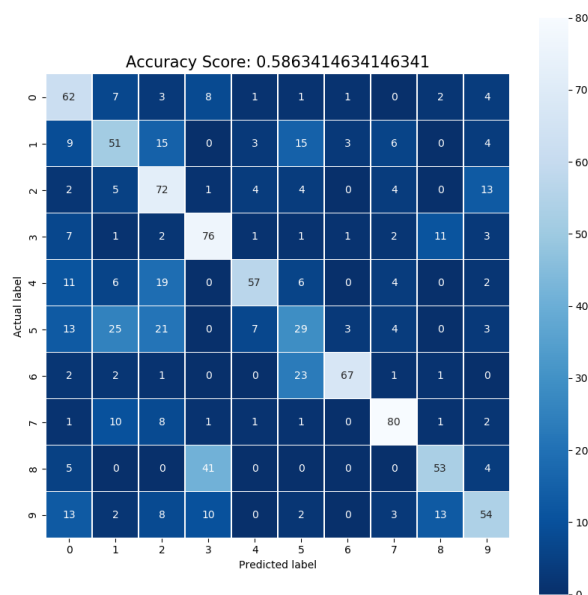 Accuracy Score: 0.5863414634146341
0 62 7 3 8 1 1 1 0 2 4
1 9 51 15 0 3 15 3 6 0 4
2 2 5 72 1 4 4 0 4 0 13
3 7 1 2 76 1 1 1 2 11 3
4 11 6 19 0 57 6 0 4 0 2
5 13 25 21 0 7 29 3 4 0 3
6 2 2 1 0 0 23 67 1 1 0
7 1 10 8 1 1 1 0 80 1 2
8 5 0 0 41 0 0 0 0 53 4
9 13 2 8 10 0 2 0 3 13 54
0 1 2 3 4 5 6 7 8 9
Predicted label
Actual label
80
70
60
50
40
30
20
10
0